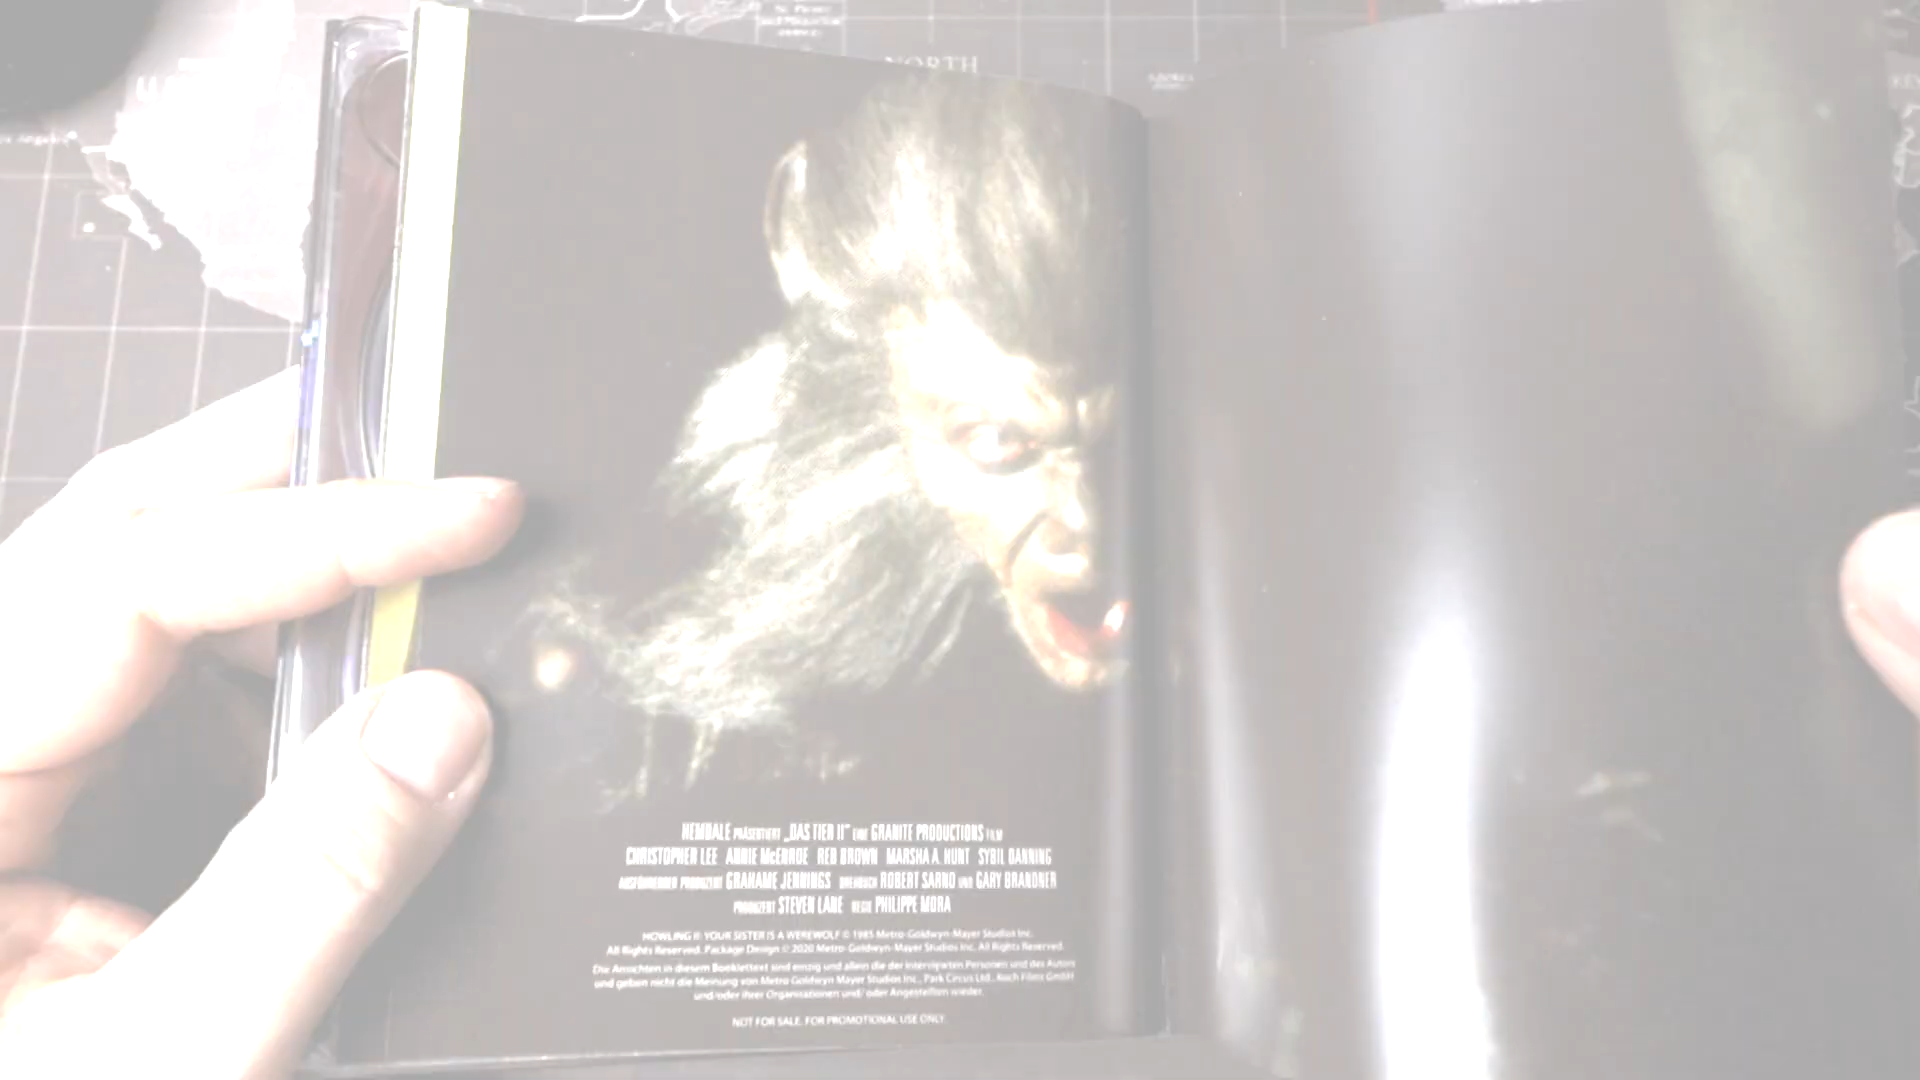 NORTH
HEMDALE PRÄSENTIERT „DAS TIER II" EINE GRANITE PRODUCTIONS FILM
CHRISTOPHER LEE ANNIE McENROE REB BROWN MARSHA A. HUNT SYBIL DANNING
AUSFÜHRENDER PRODUZENT GRAHAME JENNINGS DREHBUCH ROBERT SARNO UND GARY BRANDNER
PRODUZENT STEVEN LANE REGIE PHILIPPE MORA
HOWLING II: YOUR SISTER IS A WEREWOLF © 1985 Metro-Goldwyn-Mayer Studios Inc.
All Rights Reserved. Package Design © 2020 Metro-Goldwyn-Mayer Studios Inc. All Rights Reserved.
Die Ansichten in diesem Booklettext sind einzig und allein die der interviewten Personen und des Autors
und geben nicht die Meinung von Metro Goldwyn Mayer Studios Inc., Park Circus Ltd., Koch Films GmbH
und/oder ihrer Organisationen und/oder Angestellten wieder.
NOT FOR SALE. FOR PROMOTIONAL USE ONLY.